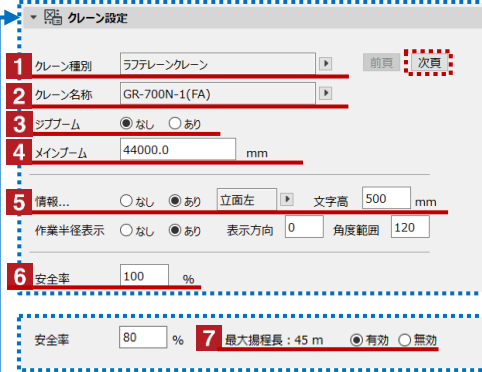 クレーン設定
1 クレーン種別 ラフテレーンクレーン 前頁 次頁
2 クレーン名称 GR-700N-1(FA)
3 ジブブーム なし あり
4 メインブーム 44000.0 mm
5 情報... なし あり 立面左 文字高 500 mm
作業半径表示 なし あり 表示方向 0 角度範囲 120
6 安全率 100 %
安全率 80 % 7 最大揚程長:45 m 有効 無効